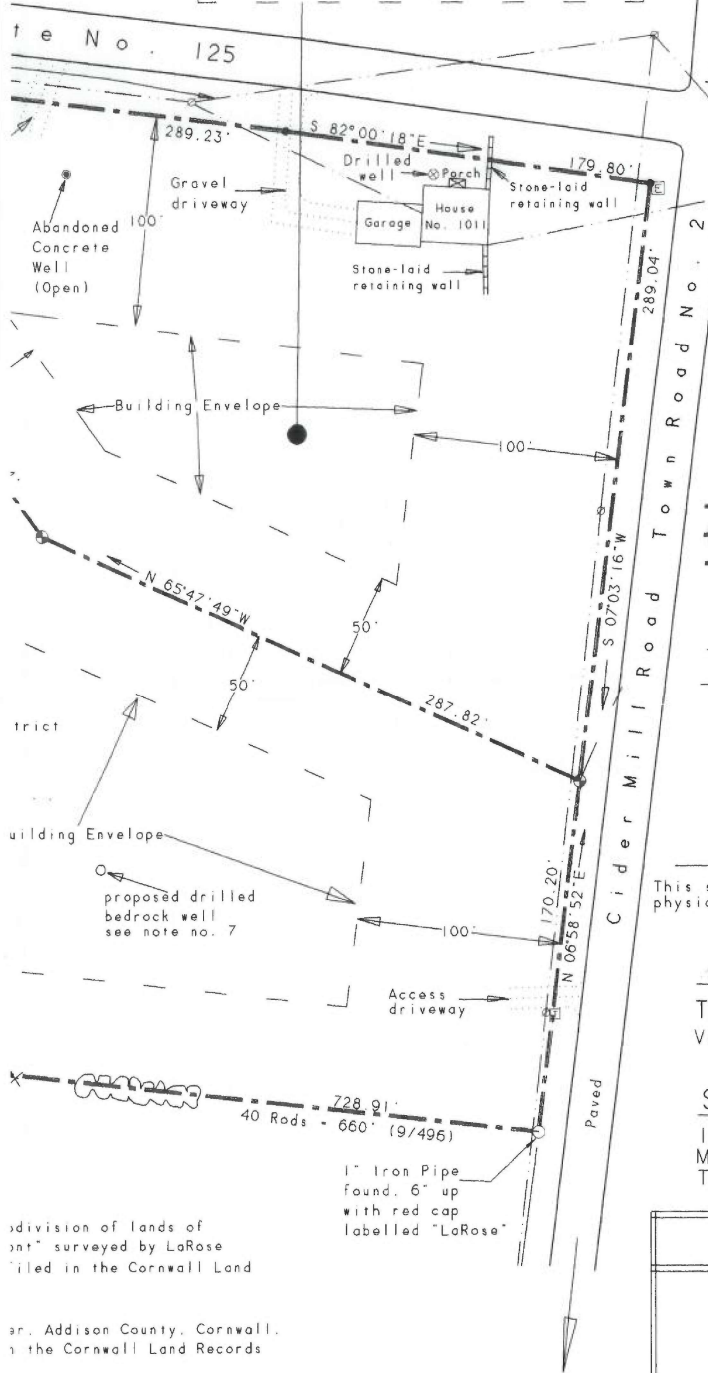 te No. 125
289.23'
S 82°00'18"E
179.80'
Drilled
well
Porch
Stone-laid
retaining wall
Gravel
driveway
House
No. 1011
Garage
E
Abandoned
Concrete
Well
(Open)
100'
Stone-laid
retaining wall
289.04'
Building Envelope
100'
Cider Mill Road Town Road No. 2
S 07°03'16"W
N 65°47'49"W
50'
50'
287.82'
trict
uilding Envelope
proposed drilled
bedrock well
see note no. 7
170.20'
N 06°58'52"E
100'
This s
physic
Access
driveway
T
V
728.91'
40 Rods - 660' (9/496)
Paved
I
M
T
1" Iron Pipe
found, 6" up
with red cap
labelled "LaRose"
odivision of lands of
ont" surveyed by LaRose
filed in the Cornwall Land
er, Addison County, Cornwall,
n the Cornwall Land Records